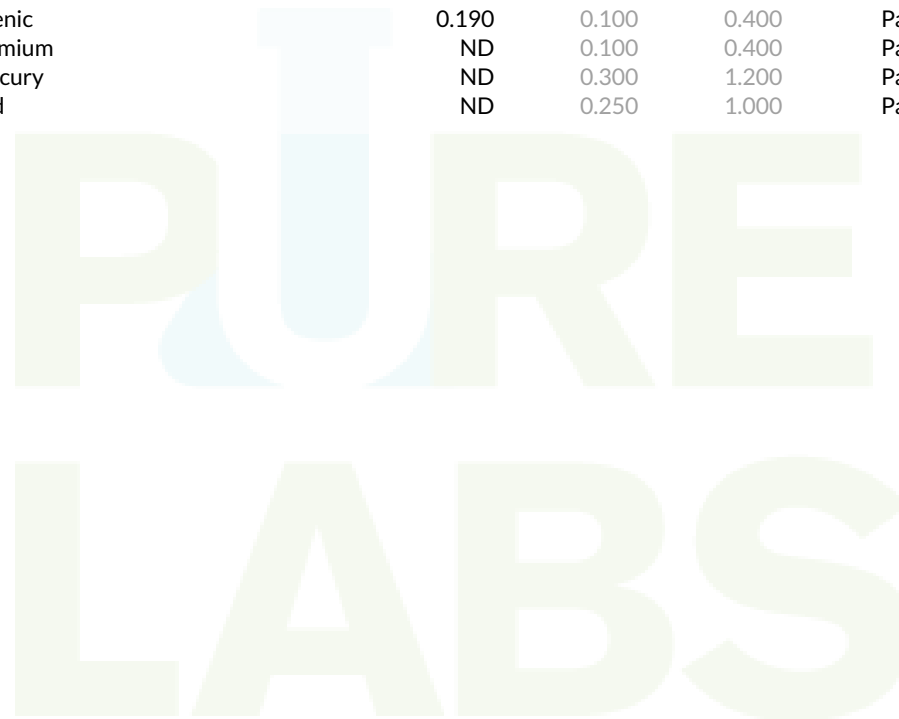 enic 0.190 0.100 0.400 Pa
mium ND 0.100 0.400 Pa
cury ND 0.300 1.200 Pa
d ND 0.250 1.000 Pa
PURE
LABS